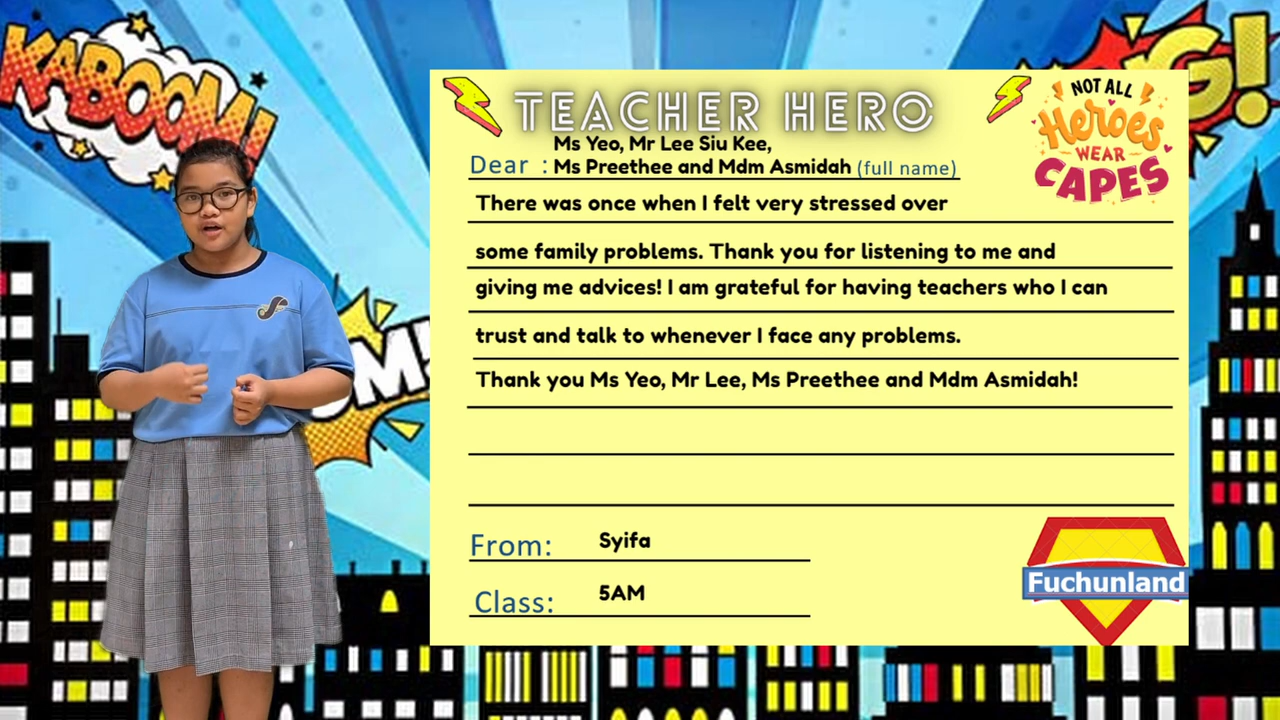 KABOOM!
G!
OM!
TEACHER HERO
NOT ALL
Heroes
WEAR
CAPES
Ms Yeo, Mr Lee Siu Kee,
Dear : Ms Preethee and Mdm Asmidah (full name)
There was once when I felt very stressed over
some family problems. Thank you for listening to me and
giving me advices! I am grateful for having teachers who I can
trust and talk to whenever I face any problems.
Thank you Ms Yeo, Mr Lee, Ms Preethee and Mdm Asmidah!
From: Syifa
Class: 5AM
Fuchunland